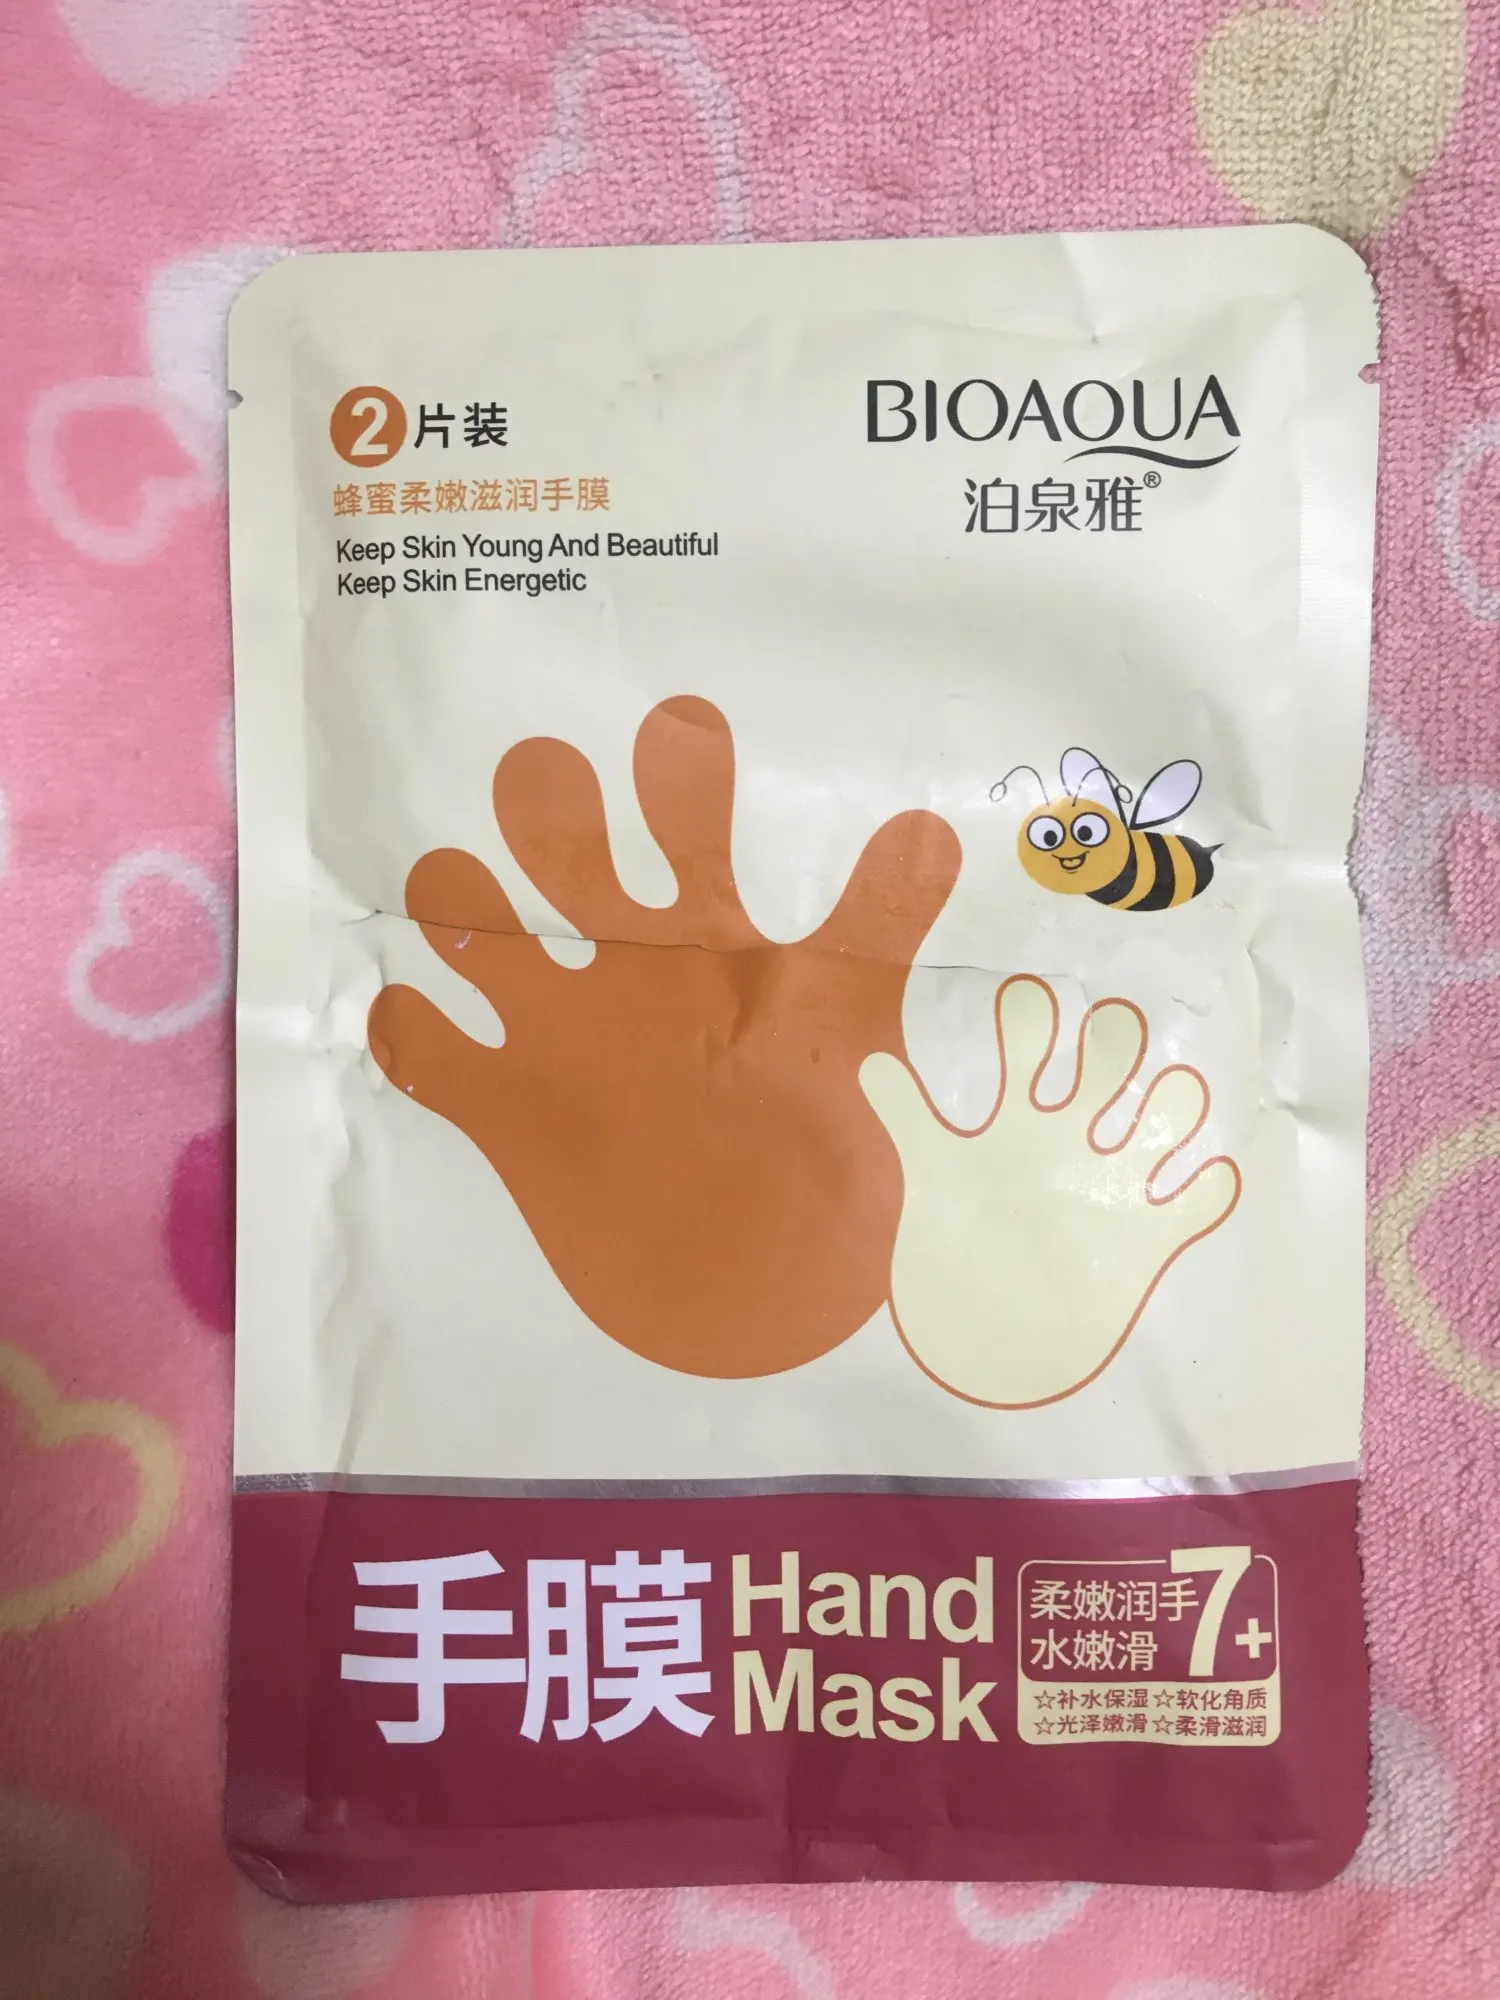 2片装
蜂蜜柔嫩滋润手膜
Keep Skin Young And Beautiful
Keep Skin Energetic
BIOAQUA
泊泉雅®
手膜
Hand
Mask
柔嫩润手
水嫩滑
7+
☆补水保湿☆软化角质
☆光泽嫩滑☆柔滑滋润